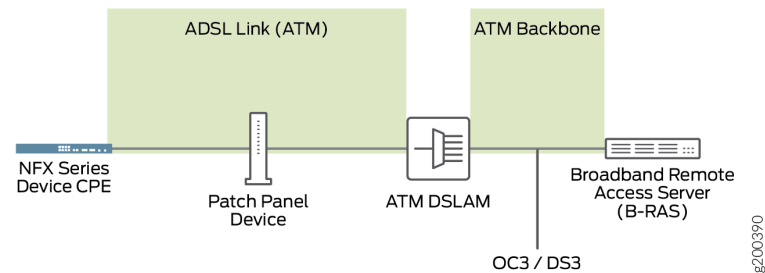 ADSL Link (ATM)
ATM Backbone
NFX Series
Device CPE
Patch Panel
Device
ATM DSLAM
Broadband Remote
Access Server
(B-RAS)
OC3 / DS3
g200390